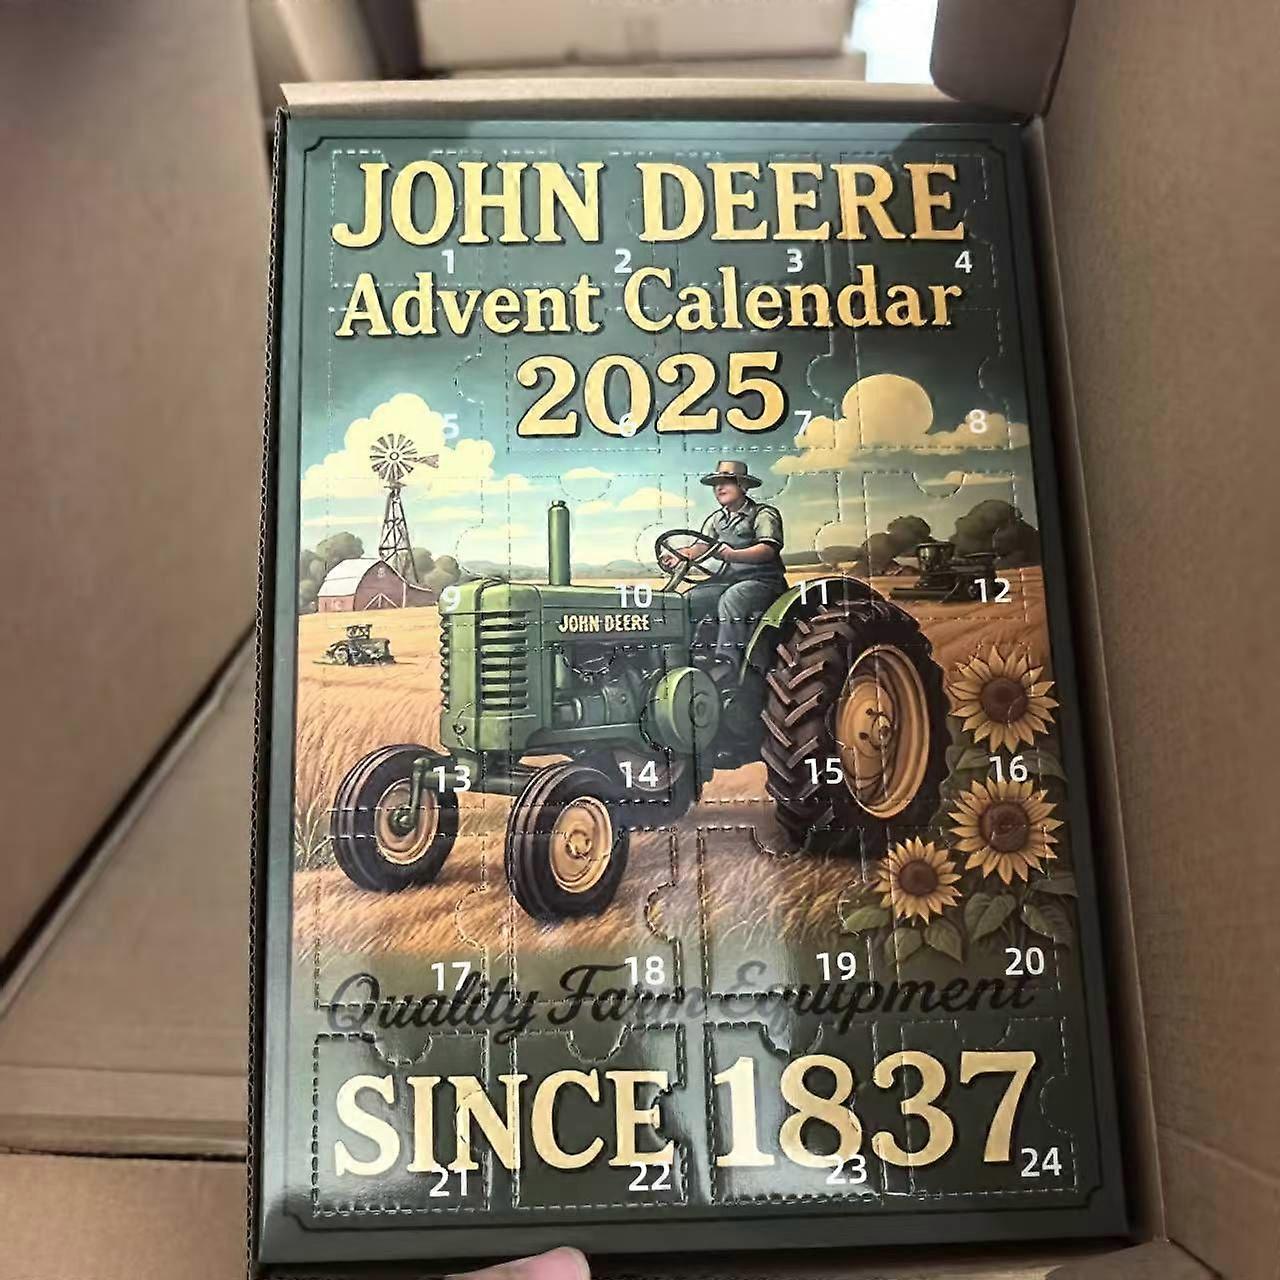 JOHN DEERE
1 2 3 4
Advent Calendar
2025
5 6 7 8
9 10 11 12
JOHN DEERE
13 14 15 16
17 18 19 20
Quality Farm Equipment
SINCE 1837
21 22 23 24